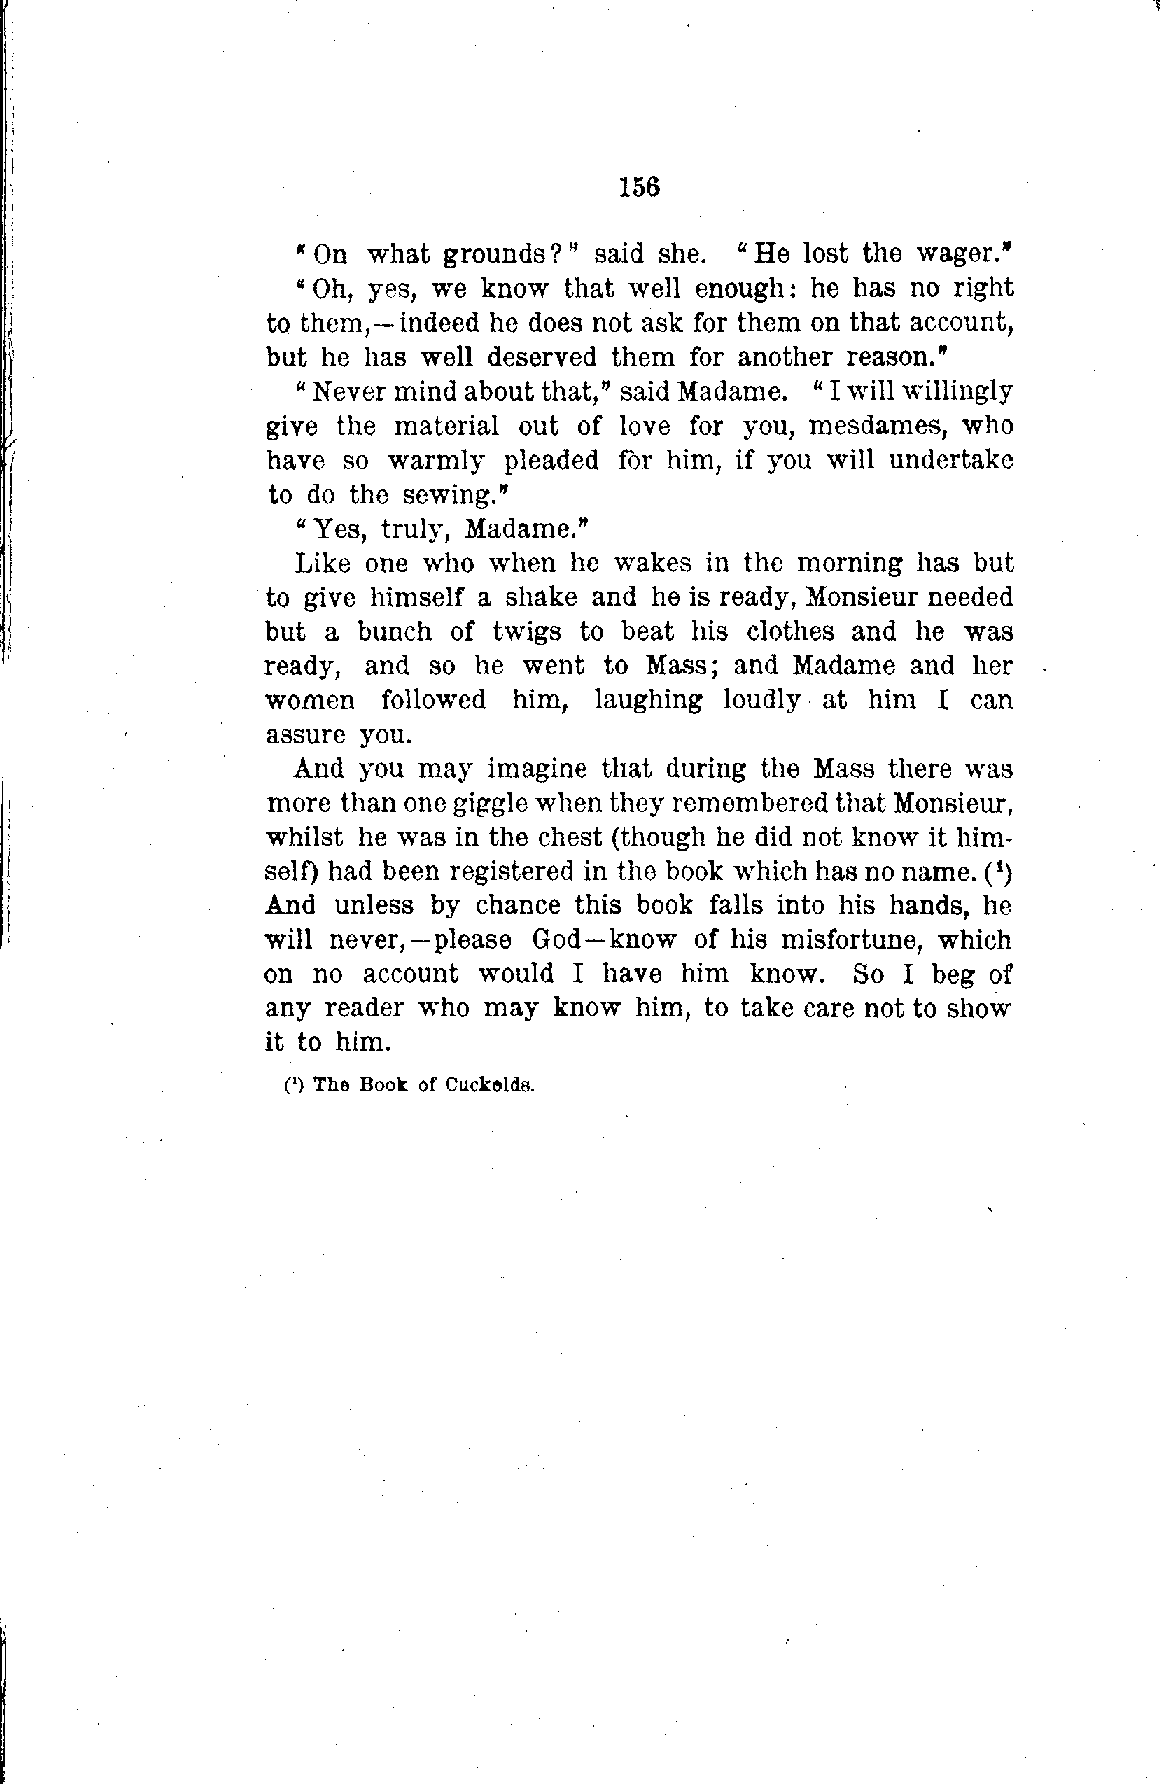 156
“On what grounds?” said she. “He lost the wager.”
“Oh, yes, we know that well enough: he has no right
to them,—indeed he does not ask for them on that account,
but he has well deserved them for another reason.”
“Never mind about that,” said Madame. “I will willingly
give the material out of love for you, mesdames, who
have so warmly pleaded for him, if you will undertake
to do the sewing.”
“Yes, truly, Madame.”
Like one who when he wakes in the morning has but
to give himself a shake and he is ready, Monsieur needed
but a bunch of twigs to beat his clothes and he was
ready, and so he went to Mass; and Madame and her
women followed him, laughing loudly at him I can
assure you.
And you may imagine that during the Mass there was
more than one giggle when they remembered that Monsieur,
whilst he was in the chest (though he did not know it him-
self) had been registered in the book which has no name. (¹)
And unless by chance this book falls into his hands, he
will never,—please God—know of his misfortune, which
on no account would I have him know. So I beg of
any reader who may know him, to take care not to show
it to him.
(¹) The Book of Cuckolds.